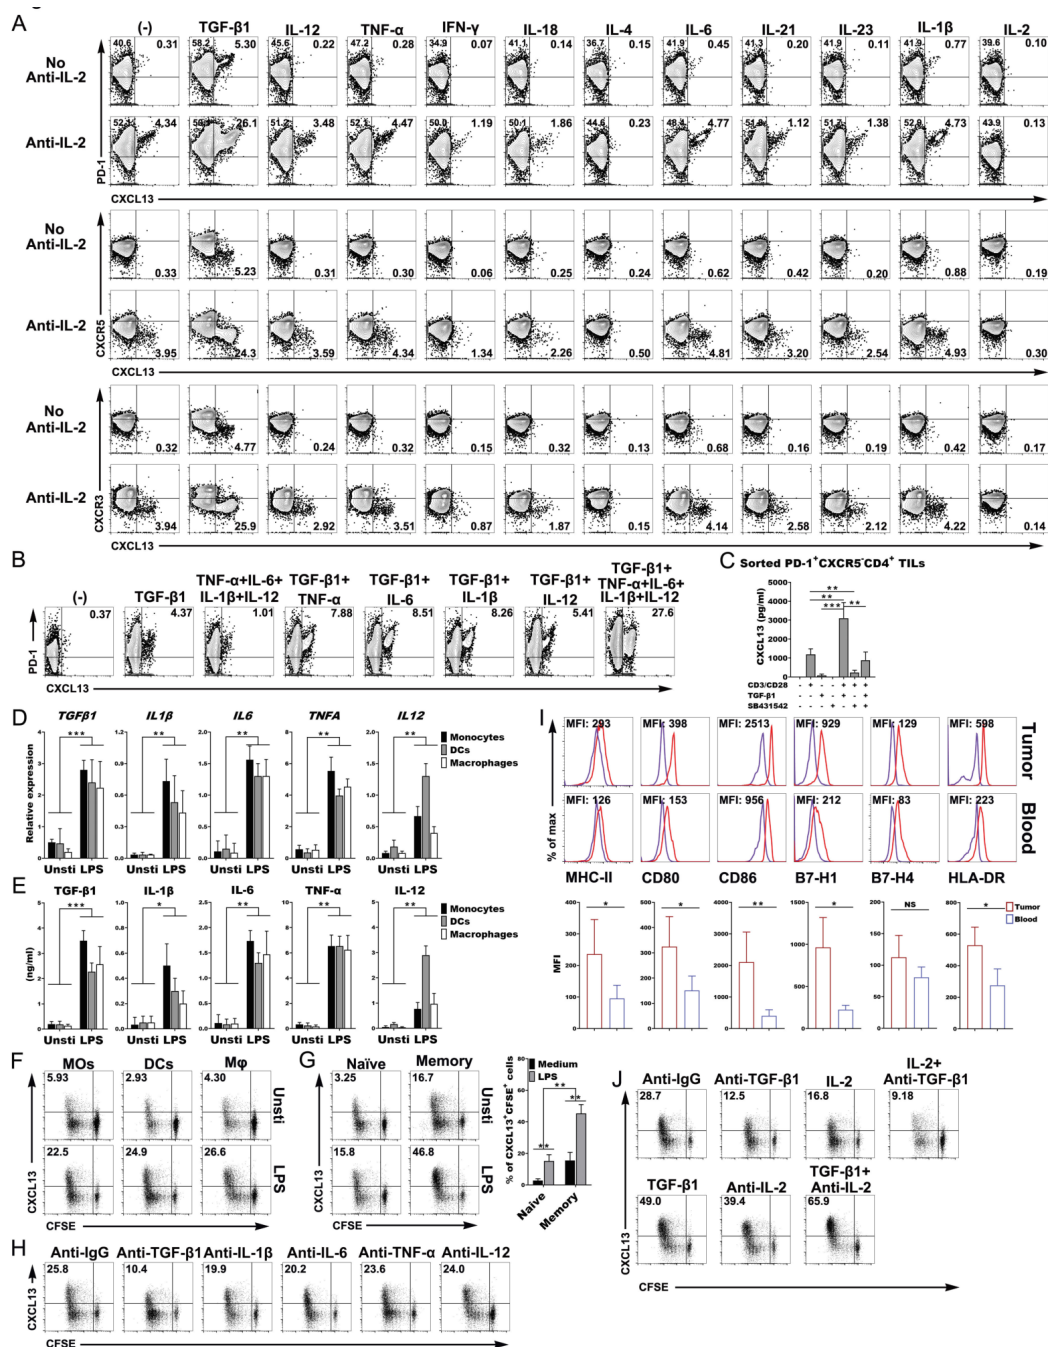 A
(-) TGF-β1 IL-12 TNF-α IFN-γ IL-18 IL-4 IL-6 IL-21 IL-23 IL-1β IL-2
No Anti-IL-2
40.6 0.31 58.2 5.30 45.6 0.22 47.2 0.28 34.9 0.07 41.1 0.14 36.7 0.15 41.9 0.45 41.3 0.20 41.9 0.11 41.9 0.77 39.6 0.10
Anti-IL-2
4.34 26.1 51.2 3.48 4.47 50.0 1.19 50.1 1.86 44.6 0.23 4.77 1.12 1.38 4.73 43.9 0.13
PD-1
CXCL13
No Anti-IL-2
0.33 5.23 0.31 0.30 0.06 0.25 0.24 0.62 0.42 0.20 0.88 0.19
Anti-IL-2
3.95 24.3 3.59 4.34 1.34 2.26 0.50 4.81 3.20 2.54 4.93 0.30
CXCR5
CXCL13
No Anti-IL-2
0.32 4.77 0.24 0.32 0.15 0.32 0.13 0.68 0.16 0.19 0.42 0.17
Anti-IL-2
3.94 25.9 2.92 3.51 0.87 1.87 0.15 4.14 2.58 2.12 4.22 0.14
CXCR3
CXCL13
B
(-) TGF-β1 TNF-α+IL-6+ IL-1β+IL-12 TGF-β1+ TNF-α TGF-β1+ IL-6 TGF-β1+ IL-1β TGF-β1+ IL-12 TGF-β1+ TNF-α+IL-6+ IL-1β+IL-12
0.37 4.37 1.01 7.88 8.51 8.26 5.41 27.6
PD-1
CXCL13
C Sorted PD-1⁺CXCR5⁻CD4⁺ TILs
CXCL13 (pg/ml)
5000
4000
3000
2000
1000
0
** ** *** **
CD3/CD28 + + + +
TGF-β1 + + +
SB431542 + + +
D
TGFβ1 IL1β IL6 TNFA IL12
*** ** ** ** **
Monocytes
DCs
Macrophages
Relative expression
Unsti LPS Unsti LPS Unsti LPS Unsti LPS Unsti LPS
E
TGF-β1 IL-1β IL-6 TNF-α IL-12
*** * ** ** **
Monocytes
DCs
Macrophages
(ng/ml)
Unsti LPS Unsti LPS Unsti LPS Unsti LPS Unsti LPS
F
MOs DCs Mφ
5.93 2.93 4.30
Unsti
22.5 24.9 26.6
LPS
CXCL13
CFSE
G
Naïve Memory
3.25 16.7
Unsti
15.8 46.8
LPS
CXCL13
CFSE
Medium
LPS
% of CXCL13⁺CFSE⁺ cells
80
60
40
20
0
** ** **
Naïve Memory
H
Anti-IgG Anti-TGF-β1 Anti-IL-1β Anti-IL-6 Anti-TNF-α Anti-IL-12
25.8 10.4 19.9 20.2 23.6 24.0
CXCL13
CFSE
I
MFI: 293 MFI: 398 MFI: 2513 MFI: 929 MFI: 129 MFI: 598
Tumor
MFI: 126 MFI: 153 MFI: 956 MFI: 212 MFI: 83 MFI: 223
Blood
% of max
MHC-II CD80 CD86 B7-H1 B7-H4 HLA-DR
* * ** * NS *
Tumor
Blood
MFI
J
Anti-IgG Anti-TGF-β1 IL-2 IL-2+ Anti-TGF-β1
28.7 12.5 16.8 9.18
TGF-β1 Anti-IL-2 TGF-β1+ Anti-IL-2
49.0 39.4 65.9
CXCL13
CFSE